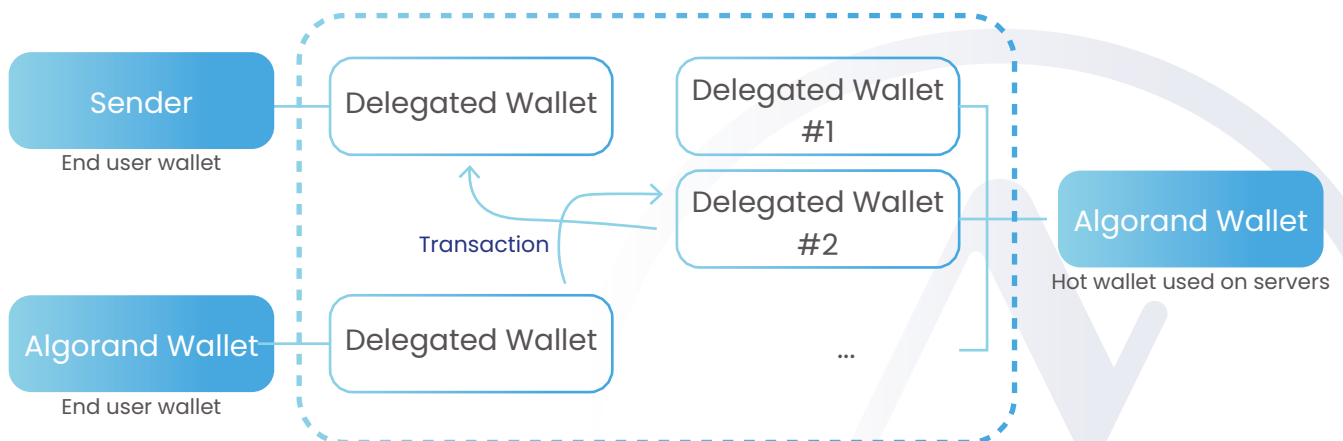 Sender
End user wallet
Delegated Wallet
Delegated Wallet
#1
Delegated Wallet
#2
Transaction
Algorand Wallet
Hot wallet used on servers
Algorand Wallet
End user wallet
Delegated Wallet
...